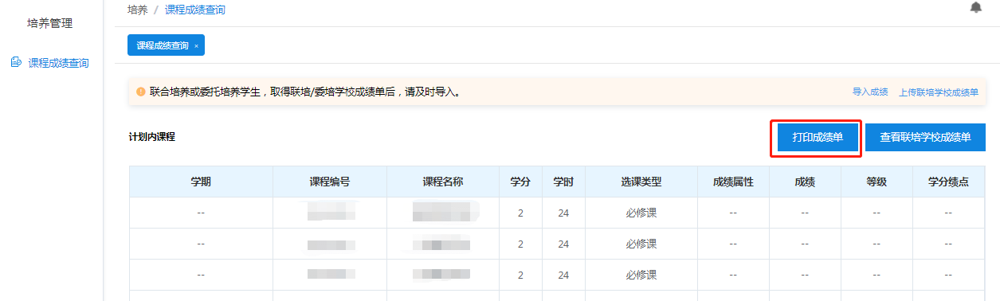 培养 / 课程成绩查询
培养管理
课程成绩查询 ×
课程成绩查询
联合培养或委托培养学生，取得联培/委培学校成绩单后，请及时导入。 导入成绩 上传联培学校成绩单
计划内课程 打印成绩单 查看联培学校成绩单
学期 课程编号 课程名称 学分 学时 选课类型 成绩属性 成绩 等级 学分绩点
-- 2 24 必修课 -- -- -- --
-- 2 24 必修课 -- -- -- --
-- 2 24 必修课 -- -- -- --